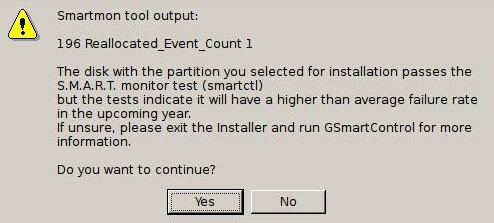 Smartmon tool output:
196 Reallocated_Event_Count 1
The disk with the partition you selected for installation passes the
S.M.A.R.T. monitor test (smartctl)
but the tests indicate it will have a higher than average failure rate
in the upcoming year.
If unsure, please exit the Installer and run GSmartControl for more
information.
Do you want to continue?
Yes No